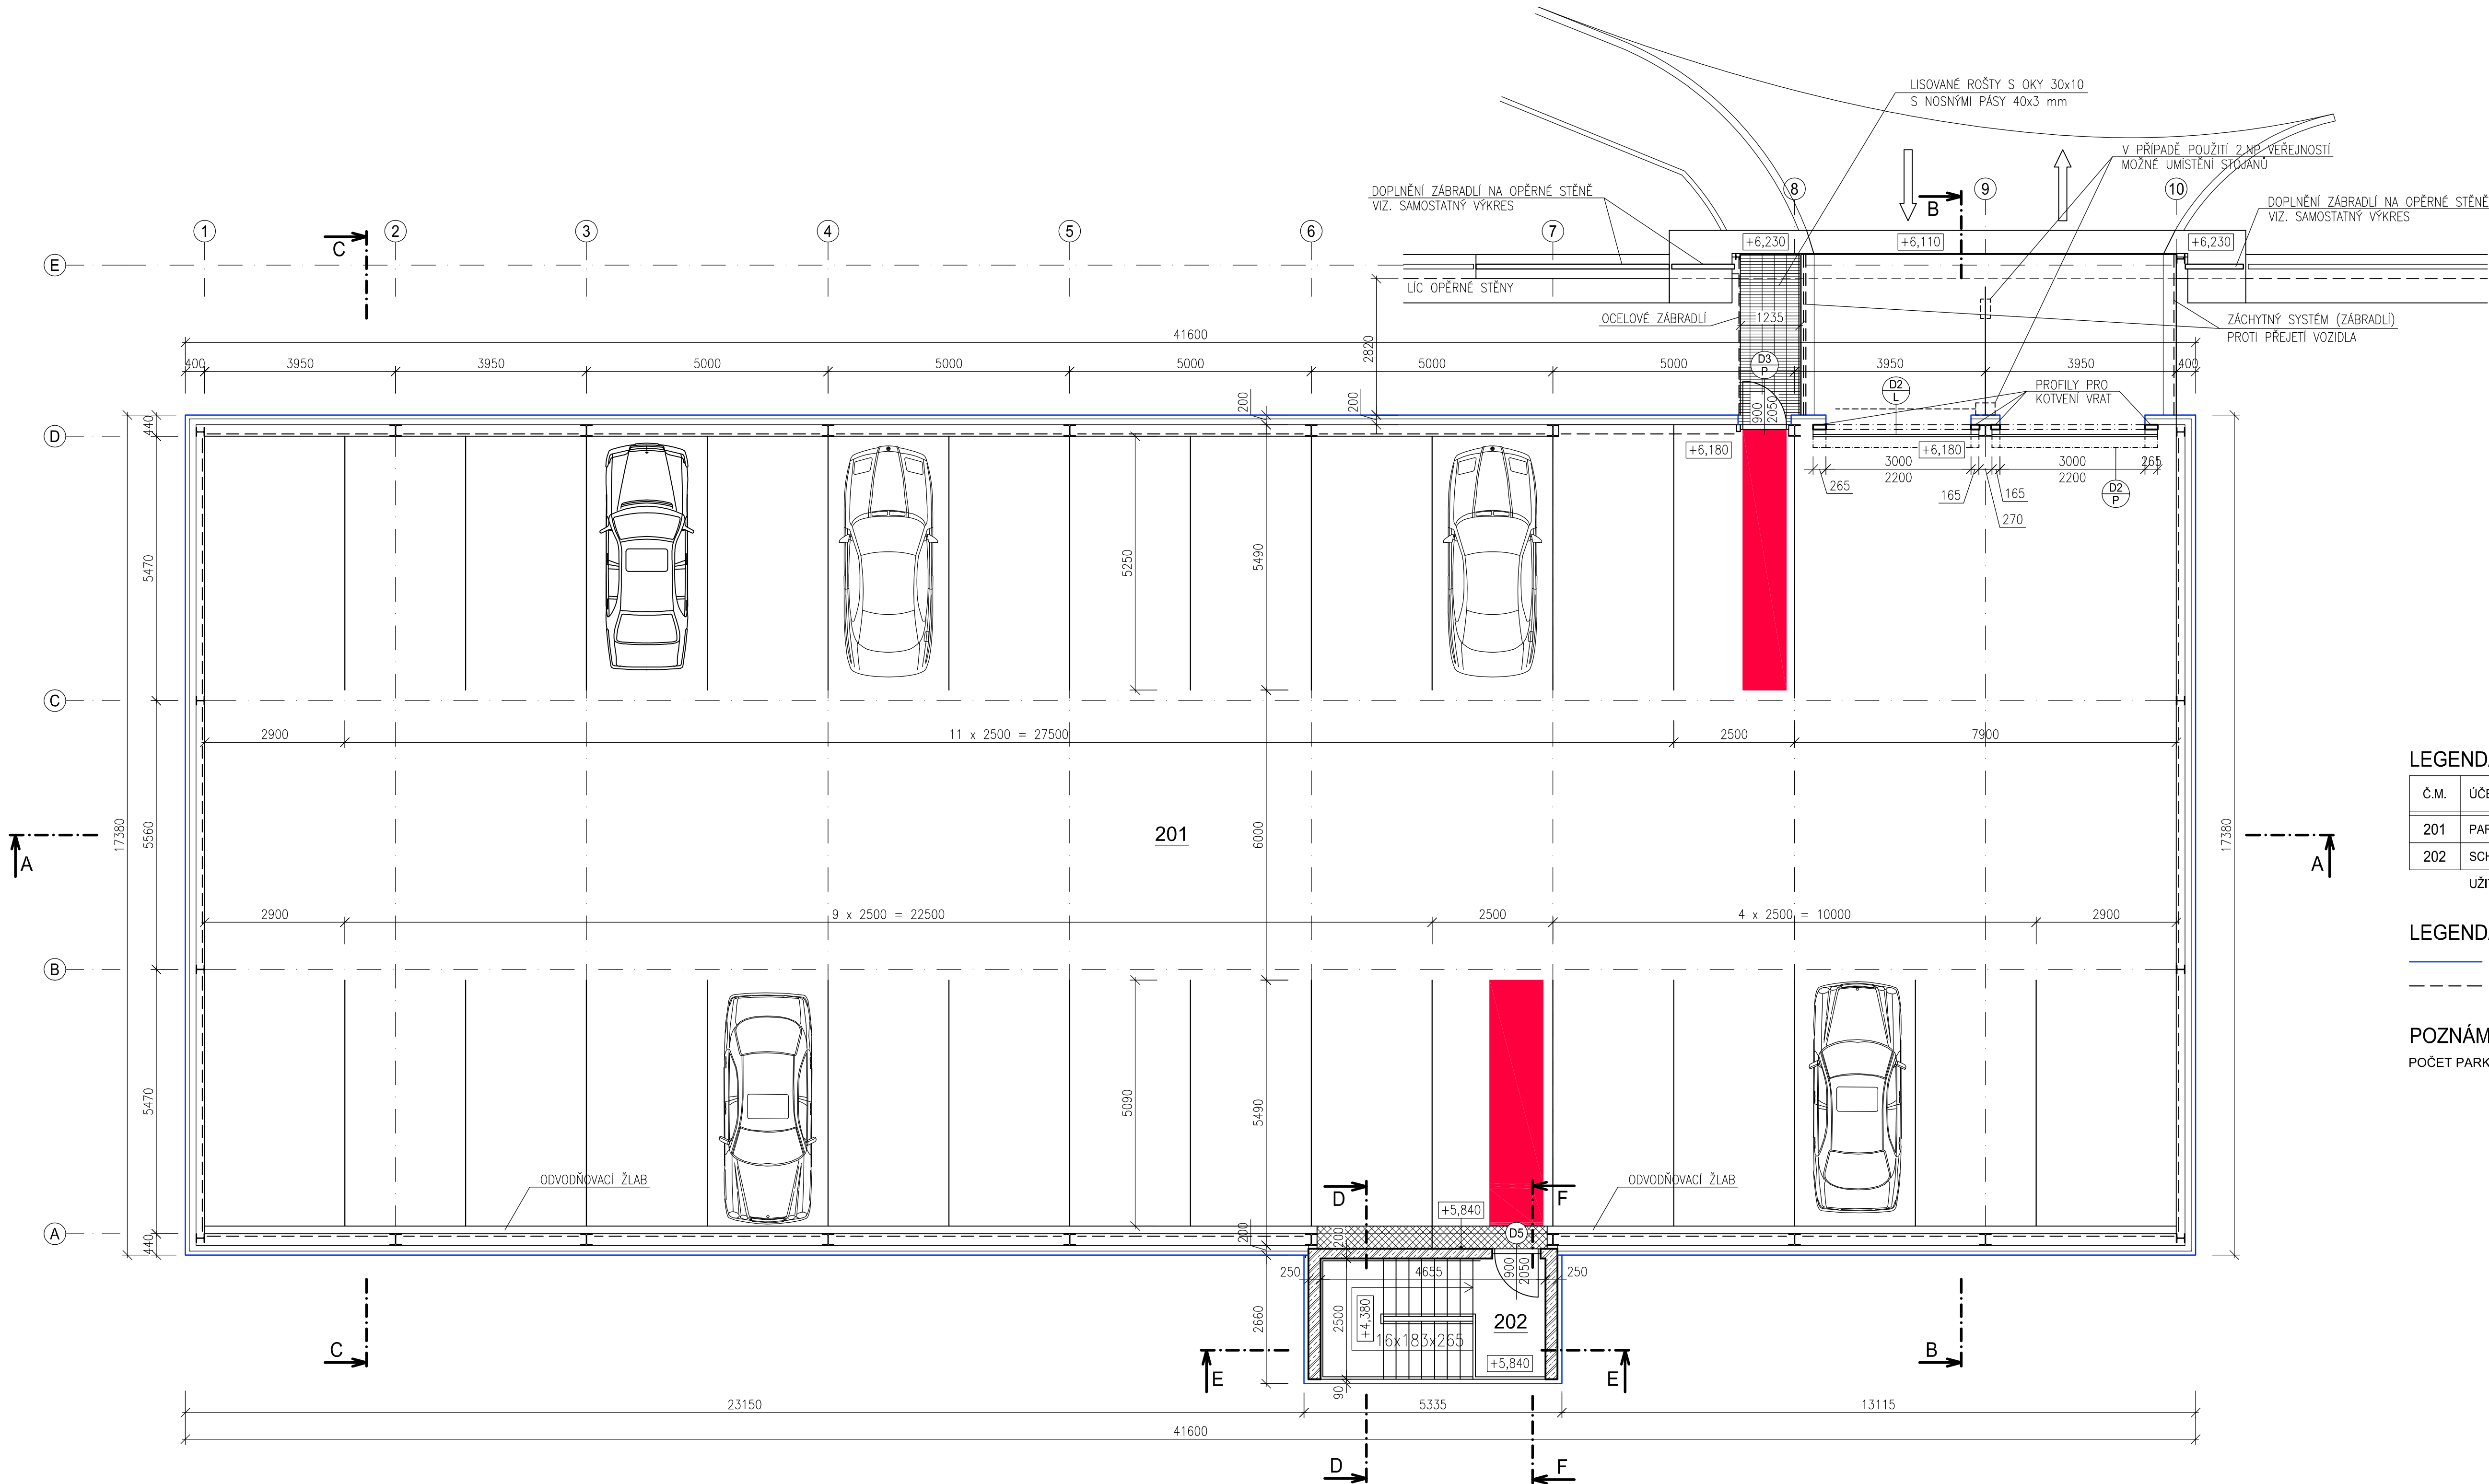 LISOVANÉ ROŠTY S OKY 30x10
S NOSNÝMI PÁSY 40x3 mm
V PŘÍPADĚ POUŽITÍ 2.NP VEŘEJNOSTÍ
MOŽNÉ UMÍSTĚNÍ STOJANŮ
DOPLNĚNÍ ZÁBRADLÍ NA OPĚRNÉ STĚNĚ
VIZ. SAMOSTATNÝ VÝKRES
8
9
10
B
DOPLNĚNÍ ZÁBRADLÍ NA OPĚRNÉ STĚNĚ
VIZ. SAMOSTATNÝ VÝKRES
1
C
2
3
4
5
6
7
+6,230
+6,110
+6,230
E
LÍC OPĚRNÉ STĚNY
OCELOVÉ ZÁBRADLÍ
1235
ZÁCHYTNÝ SYSTÉM (ZÁBRADLÍ)
PROTI PŘEJETÍ VOZIDLA
41600
2820
400
3950
3950
5000
5000
5000
5000
5000
3950
3950
400
D3
P
D2
L
PROFILY PRO
KOTVENÍ VRAT
200
200
900
2050
440
D
+6,180
+6,180
3000
2200
3000
2200
265
265
165
165
270
D2
P
5470
5250
5490
C
2900
11 x 2500 = 27500
2500
7900
LEGEND
Č.M.
201
202
A
17380
5560
201
6000
17380
A
2900
9 x 2500 = 22500
2500
4 x 2500 = 10000
2900
LEGEND
B
5470
5090
5490
POČET
ODVODŇOVACÍ ŽLAB
ODVODŇOVACÍ ŽLAB
D
F
+5,840
A
440
200
200
D5
250
4655
900
2050
250
2660
2500
+4,380
16x183x265
202
+5,840
90
C
E
E
B
23150
5335
13115
41600
D
F